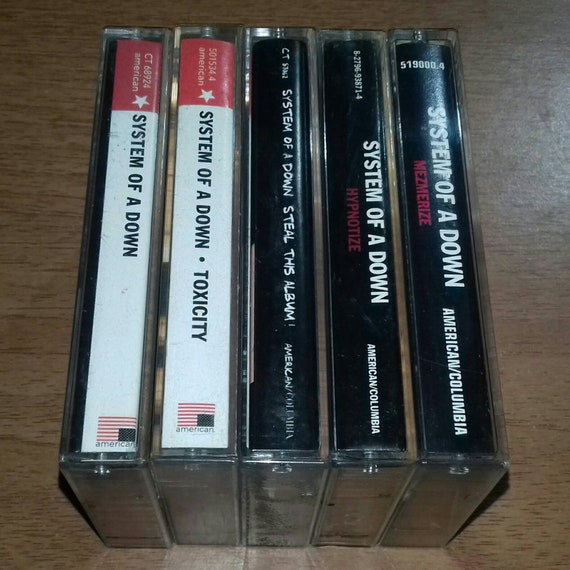 CT 68924
american
SYSTEM OF A DOWN
american
501534 4
american
SYSTEM OF A DOWN • TOXICITY
american
CT 87062
SYSTEM OF A DOWN STEAL THIS ALBUM!
AMERICAN/COLUMBIA
8-2796-93871-4
SYSTEM OF A DOWN
HYPNOTIZE
AMERICAN/COLUMBIA
519000.4
SYSTEM OF A DOWN
MEZMERIZE
AMERICAN/COLUMBIA